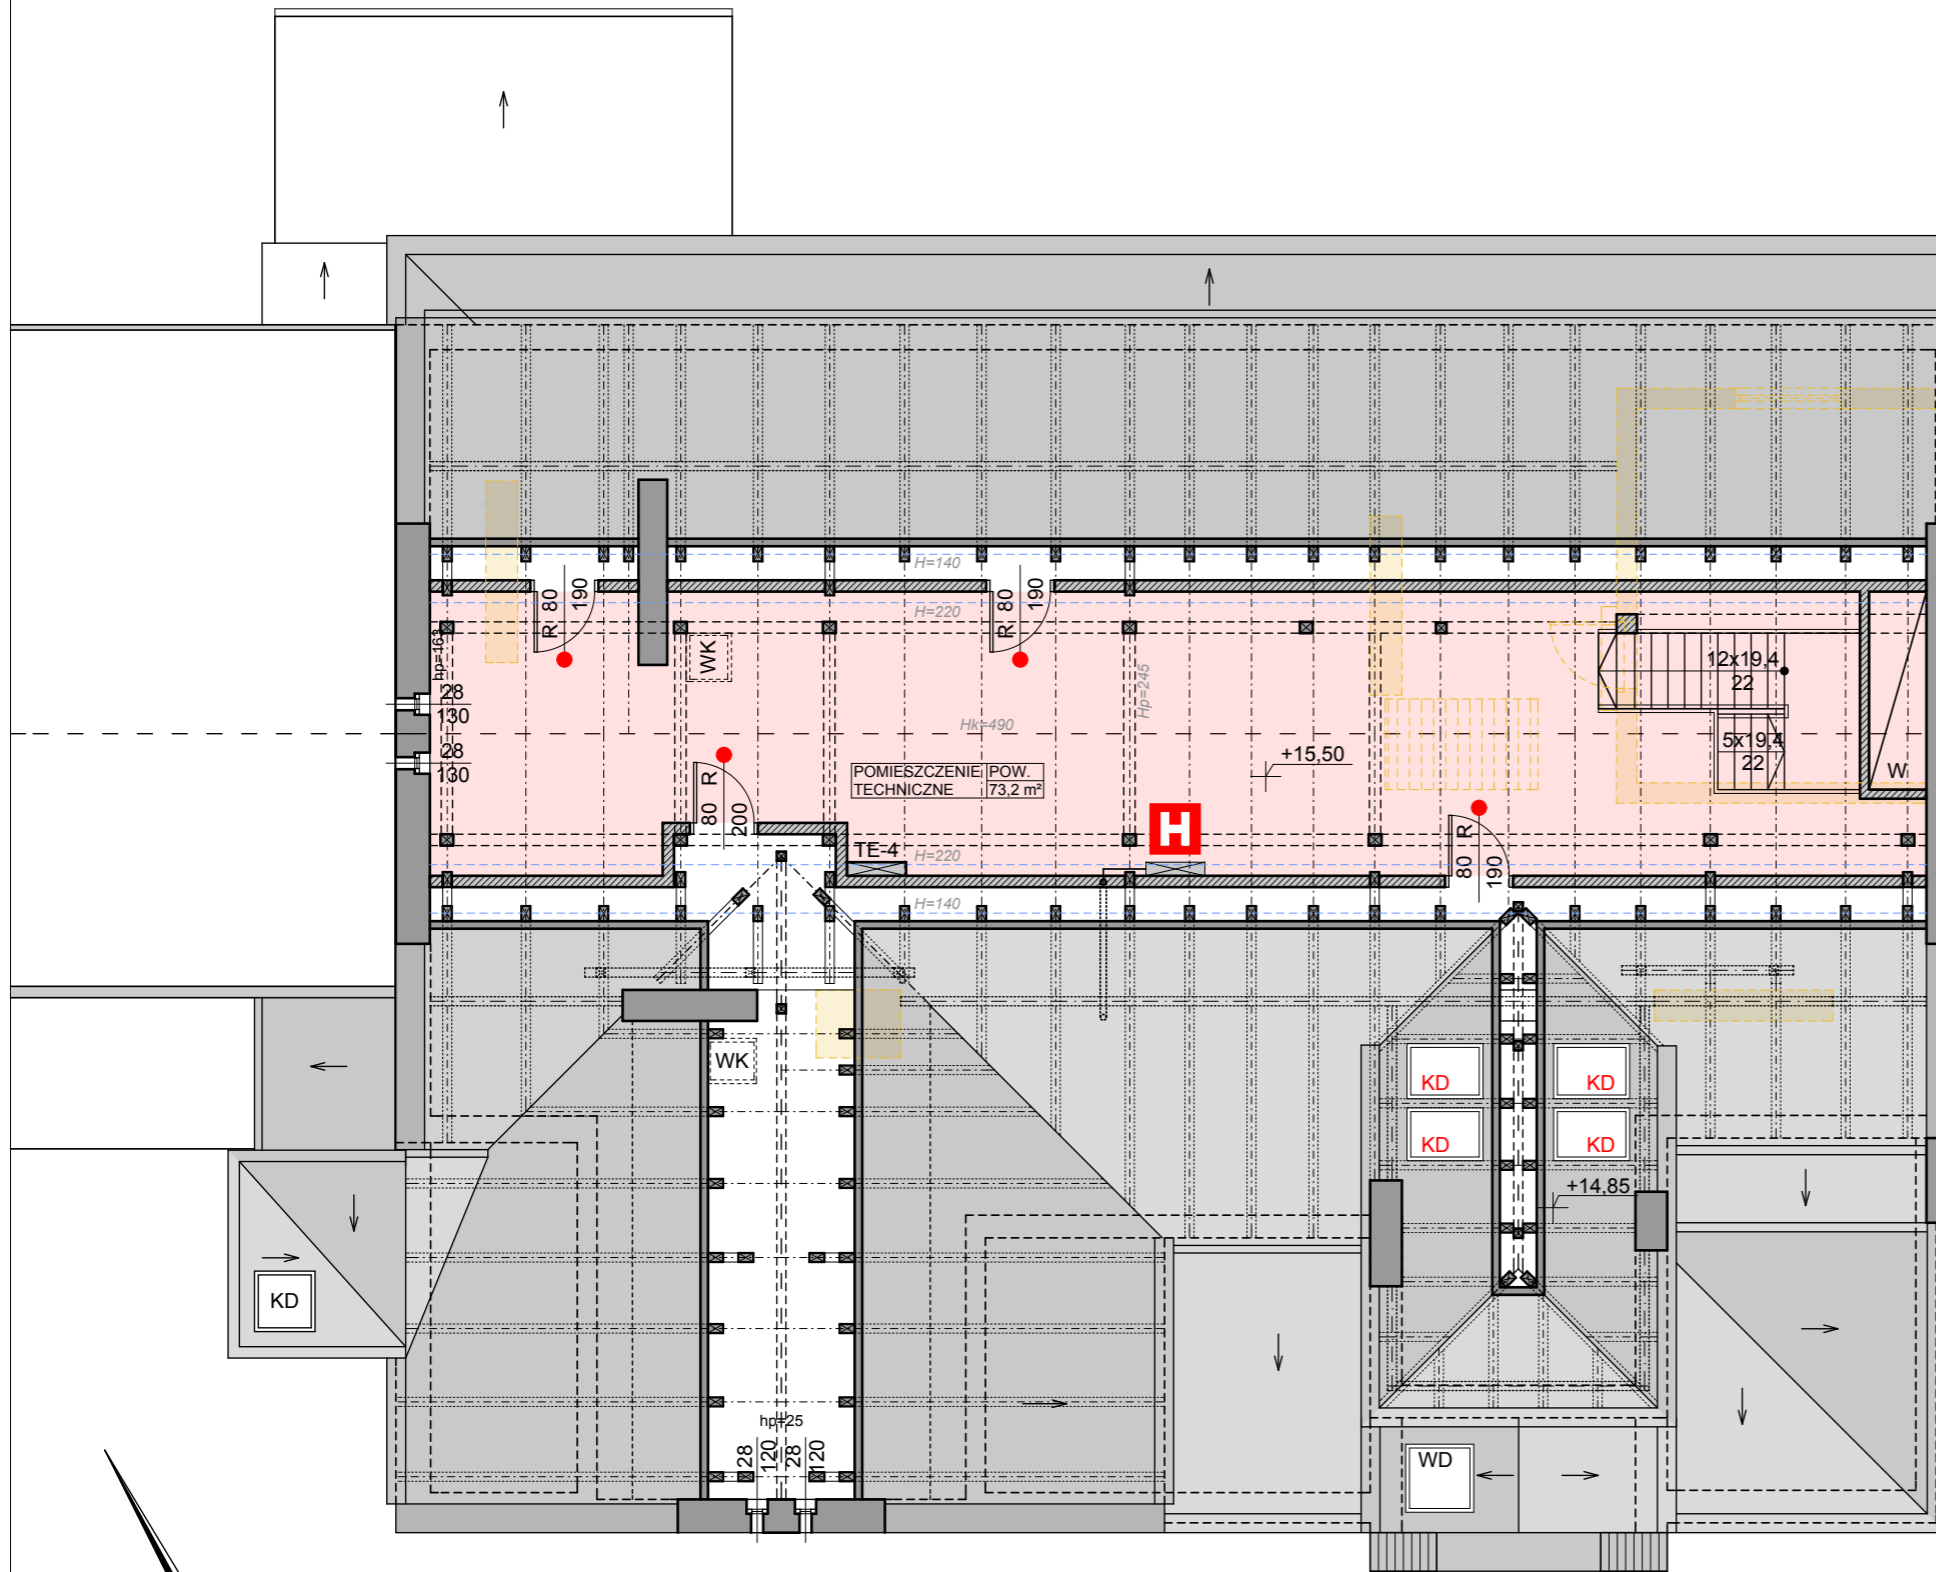 H=140
80
190
R
80
190
R
H=220
hp=163
WK
12x19,4
22
28
130
Hp=245
Hk=490
5x19,4
22
28
130
+15,50
POMIESZCZENIE POW.
TECHNICZNE 73,2 m²
W
R
80
200
H
R
80
190
TE-4
H=220
H=140
WK
KD
KD
KD
KD
+14,85
KD
hp=25
28
120
28
120
WD